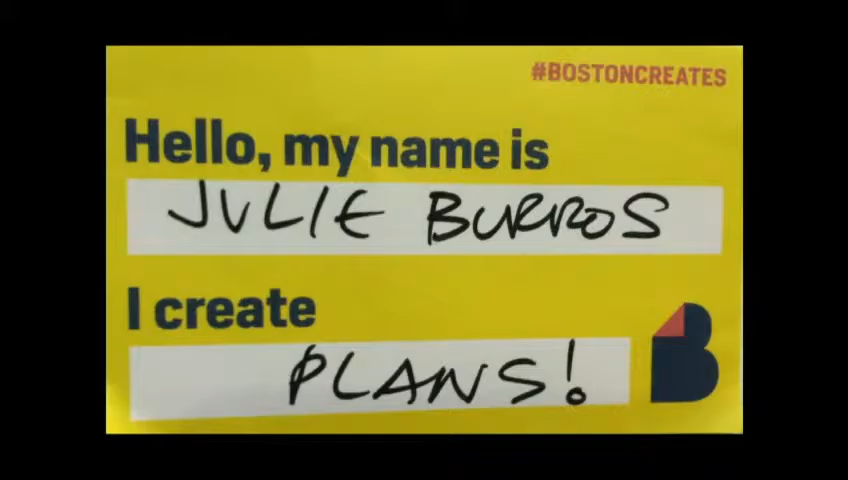 #BOSTONCREATES
Hello, my name is
JULIE BURROS
I create
PLANS!
B